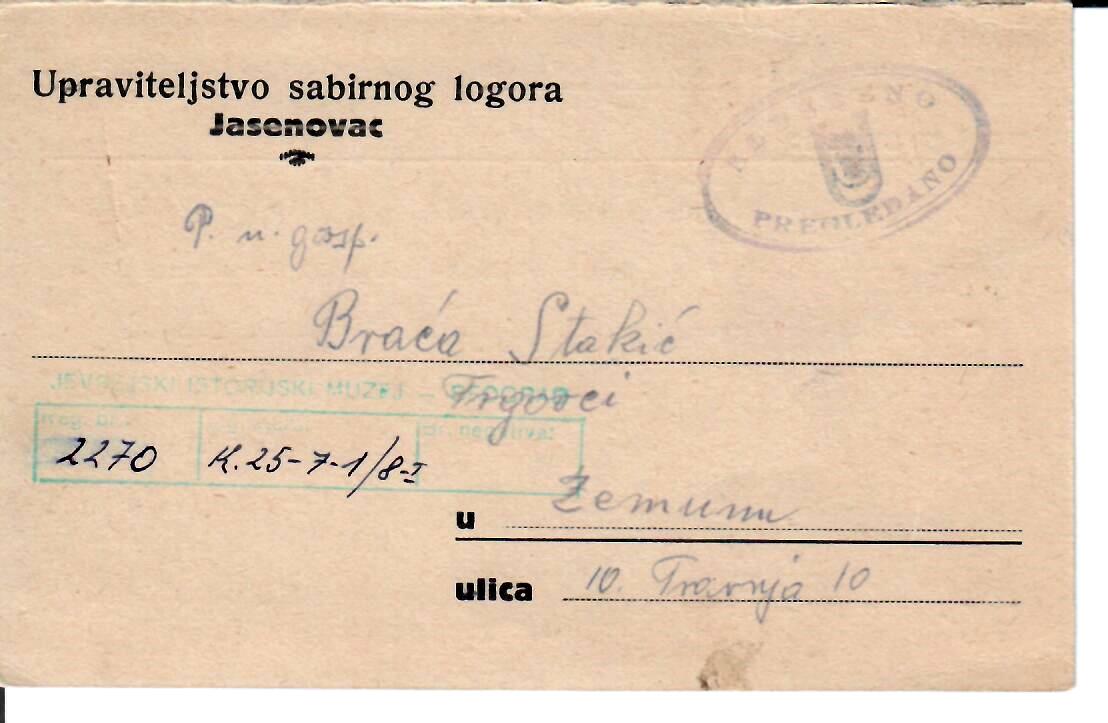 Upraviteljstvo sabirnog logora
Jasenovac
PREGLEDANO
P. n. gosp.
Braća Stakić
JEVREJSKI ISTORIJSKI MUZEJ —
Trgovci
2270 K. 25-7-1/8-I
u Zemunu
ulica 10. Travnja 10